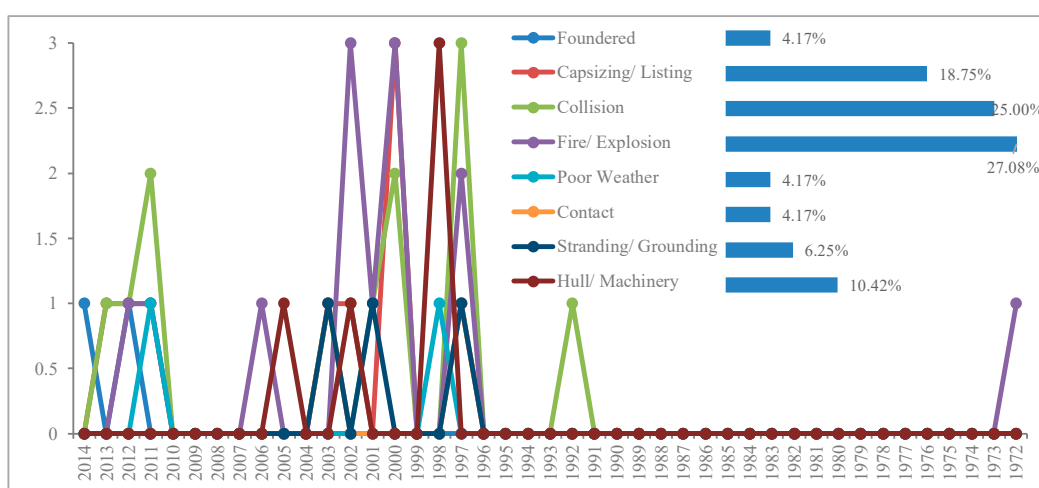 3
2.5
2
1.5
1
0.5
0
Foundered 4.17%
Capsizing/ Listing 18.75%
Collision 25.00%
Fire/ Explosion 27.08%
Poor Weather 4.17%
Contact 4.17%
Stranding/ Grounding 6.25%
Hull/ Machinery 10.42%
2014 2013 2012 2011 2010 2009 2008 2007 2006 2005 2004 2003 2002 2001 2000 1999 1998 1997 1996 1995 1994 1993 1992 1991 1990 1989 1988 1987 1986 1985 1984 1983 1982 1981 1980 1979 1978 1977 1976 1975 1974 1973 1972